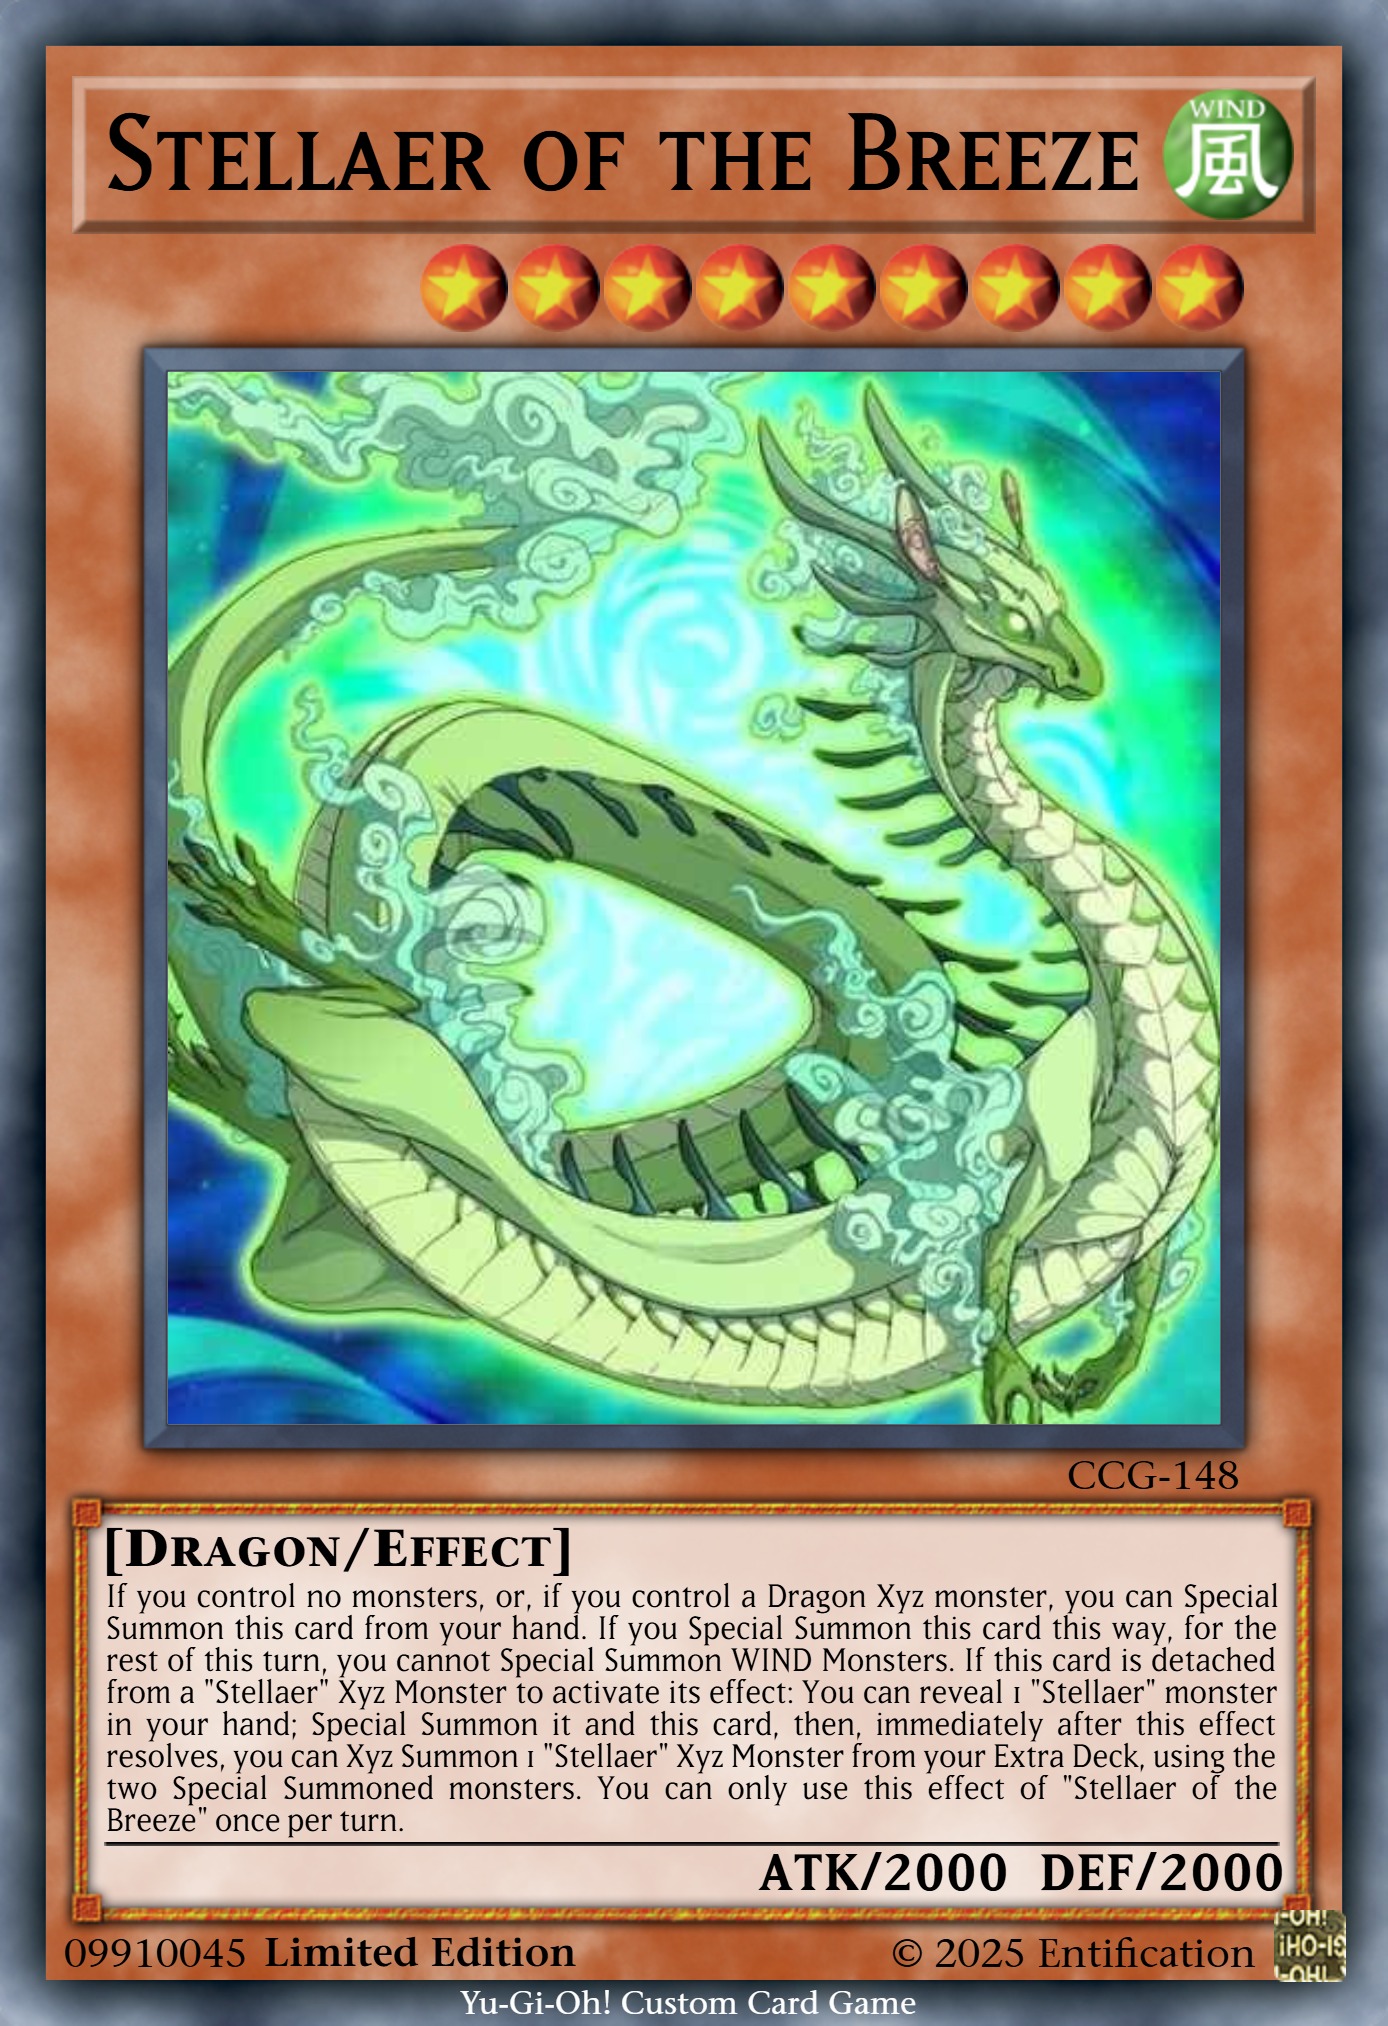 Stellaer of the Breeze
WIND
風
CCG-148
[Dragon/Effect]
If you control no monsters, or, if you control a Dragon Xyz monster, you can Special
Summon this card from your hand. If you Special Summon this card this way, for the
rest of this turn, you cannot Special Summon WIND Monsters. If this card is detached
from a "Stellaer" Xyz Monster to activate its effect: You can reveal 1 "Stellaer" monster
in your hand; Special Summon it and this card, then, immediately after this effect
resolves, you can Xyz Summon 1 "Stellaer" Xyz Monster from your Extra Deck, using the
two Special Summoned monsters. You can only use this effect of "Stellaer of the
Breeze" once per turn.
ATK/2000 DEF/2000
09910045 Limited Edition © 2025 Entification
Yu-Gi-Oh! Custom Card Game